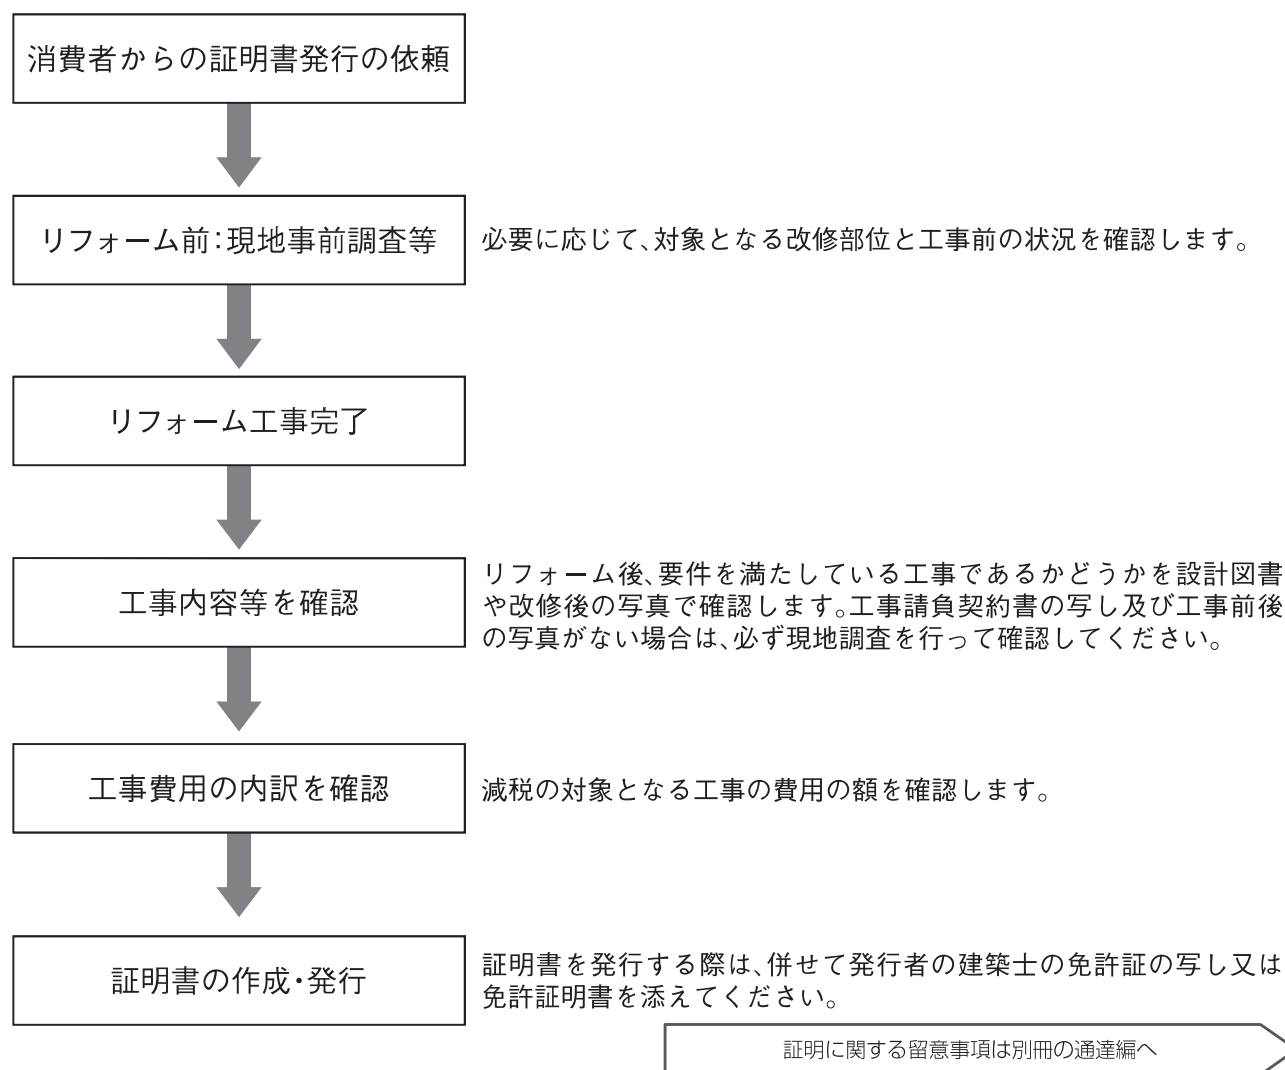 消費者からの証明書発行の依頼
リフォーム前：現地事前調査等
必要に応じて、対象となる改修部位と工事前の状況を確認します。
リフォーム工事完了
工事内容等を確認
リフォーム後、要件を満たしている工事であるかどうかを設計図書
や改修後の写真で確認します。工事請負契約書の写し及び工事前後
の写真がない場合は、必ず現地調査を行って確認してください。
工事費用の内訳を確認
減税の対象となる工事の費用の額を確認します。
証明書の作成・発行
証明書を発行する際は、併せて発行者の建築士の免許証の写し又は
免許証明書を添えてください。
証明に関する留意事項は別冊の通達編へ